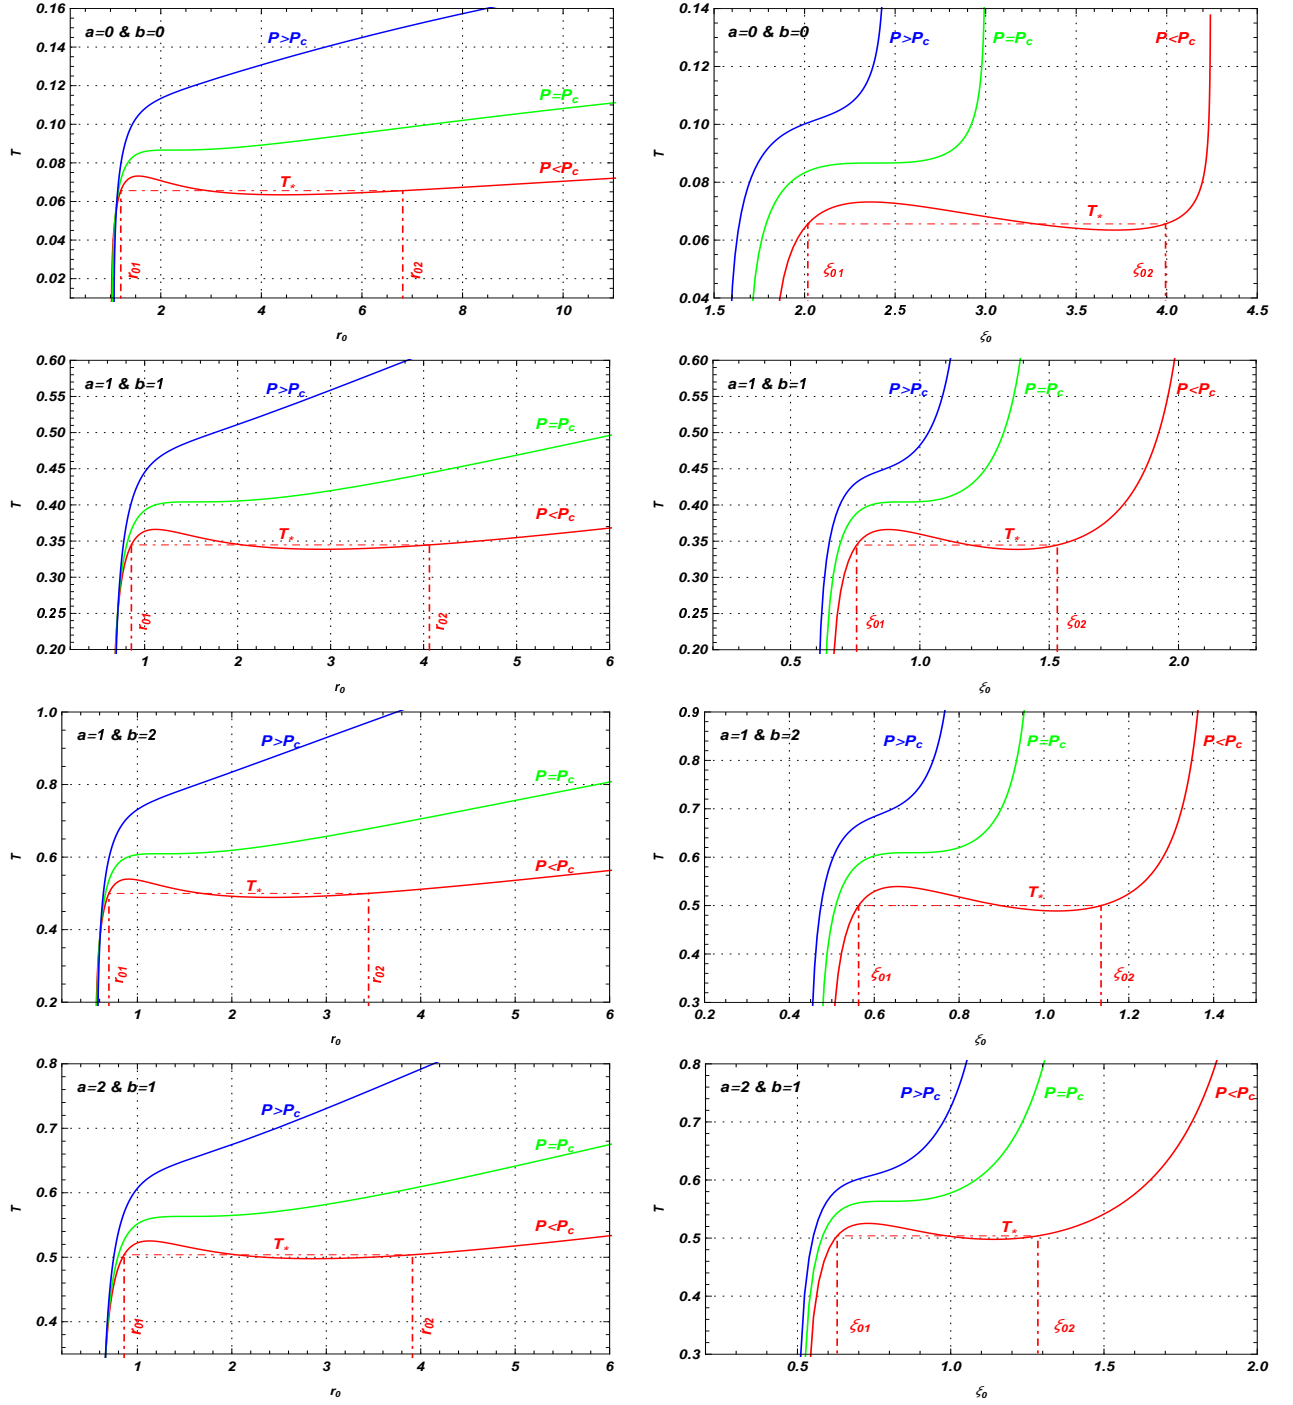 0.16
0.14
0.12
0.10
0.08
0.06
0.04
0.02
T
a=0 & b=0
P>Pc
P=Pc
P<Pc
T*
r01
r02
2 4 6 8 10
r0
0.14
0.12
0.10
0.08
0.06
0.04
T
a=0 & b=0
P>Pc
P=Pc
P<Pc
T*
ξ01
ξ02
1.5 2.0 2.5 3.0 3.5 4.0 4.5
ξ0
0.60
0.55
0.50
0.45
0.40
0.35
0.30
0.25
0.20
T
a=1 & b=1
P>Pc
P=Pc
P<Pc
T*
r01
r02
1 2 3 4 5 6
r0
0.60
0.55
0.50
0.45
0.40
0.35
0.30
0.25
0.20
T
a=1 & b=1
P>Pc
P=Pc
P<Pc
T*
ξ01
ξ02
0.5 1.0 1.5 2.0
ξ0
1.0
0.8
0.6
0.4
0.2
T
a=1 & b=2
P>Pc
P=Pc
P<Pc
T*
r01
r02
1 2 3 4 5 6
r0
0.9
0.8
0.7
0.6
0.5
0.4
0.3
T
a=1 & b=2
P>Pc
P=Pc
P<Pc
T*
ξ01
ξ02
0.2 0.4 0.6 0.8 1.0 1.2 1.4
ξ0
0.8
0.7
0.6
0.5
0.4
T
a=2 & b=1
P>Pc
P=Pc
P<Pc
T*
r01
r02
1 2 3 4 5 6
r0
0.8
0.7
0.6
0.5
0.4
0.3
T
a=2 & b=1
P>Pc
P=Pc
P<Pc
T*
ξ01
ξ02
0.5 1.0 1.5 2.0
ξ0